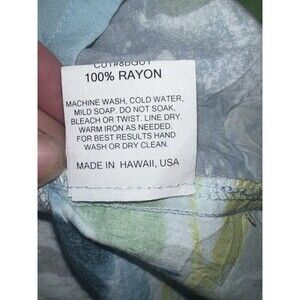 100% RAYON
MACHINE WASH, COLD WATER,
MILD SOAP. DO NOT SOAK,
BLEACH OR TWIST. LINE DRY.
WARM IRON AS NEEDED.
FOR BEST RESULTS HAND
WASH OR DRY CLEAN.
MADE IN HAWAII, USA